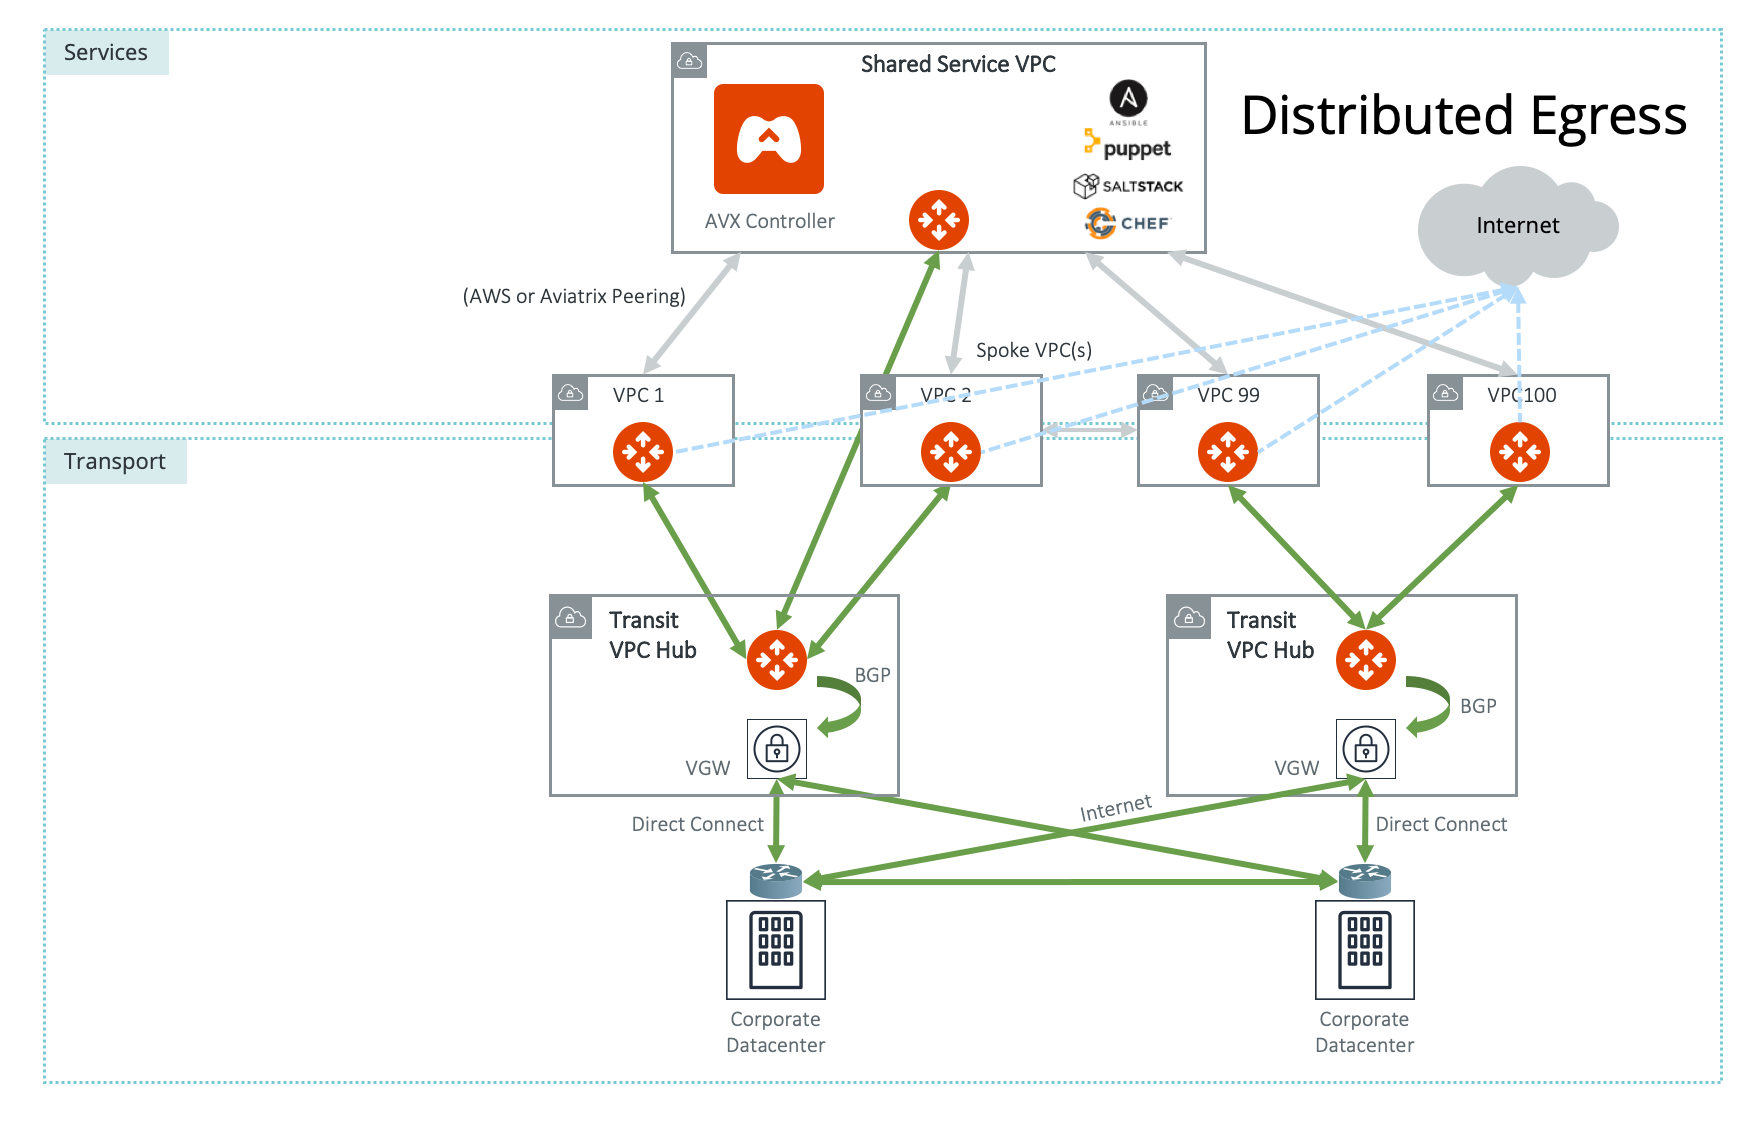 Services
Shared Service VPC
ANSIBLE
Distributed Egress
puppet
SALTSTACK
AVX Controller
CHEF
Internet
(AWS or Aviatrix Peering)
Spoke VPC(s)
VPC 1
VPC 2
VPC 99
VPC100
Transport
Transit
VPC Hub
BGP
VGW
Transit
VPC Hub
BGP
VGW
Direct Connect
Internet
Direct Connect
Corporate
Datacenter
Corporate
Datacenter